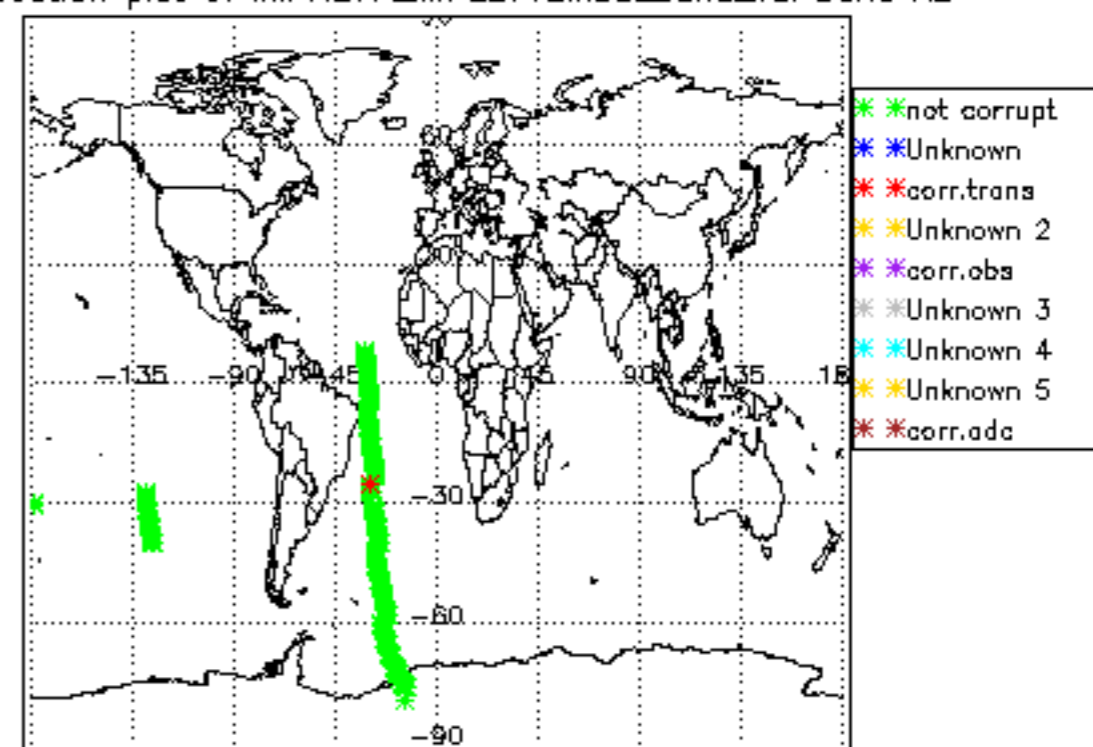 not corrupt
Unknown
corr.trans
Unknown 2
corr.obs
Unknown 3
Unknown 4
Unknown 5
corr.adc
60
-135 -90 45 0 45 90 135
-30
-60
-90